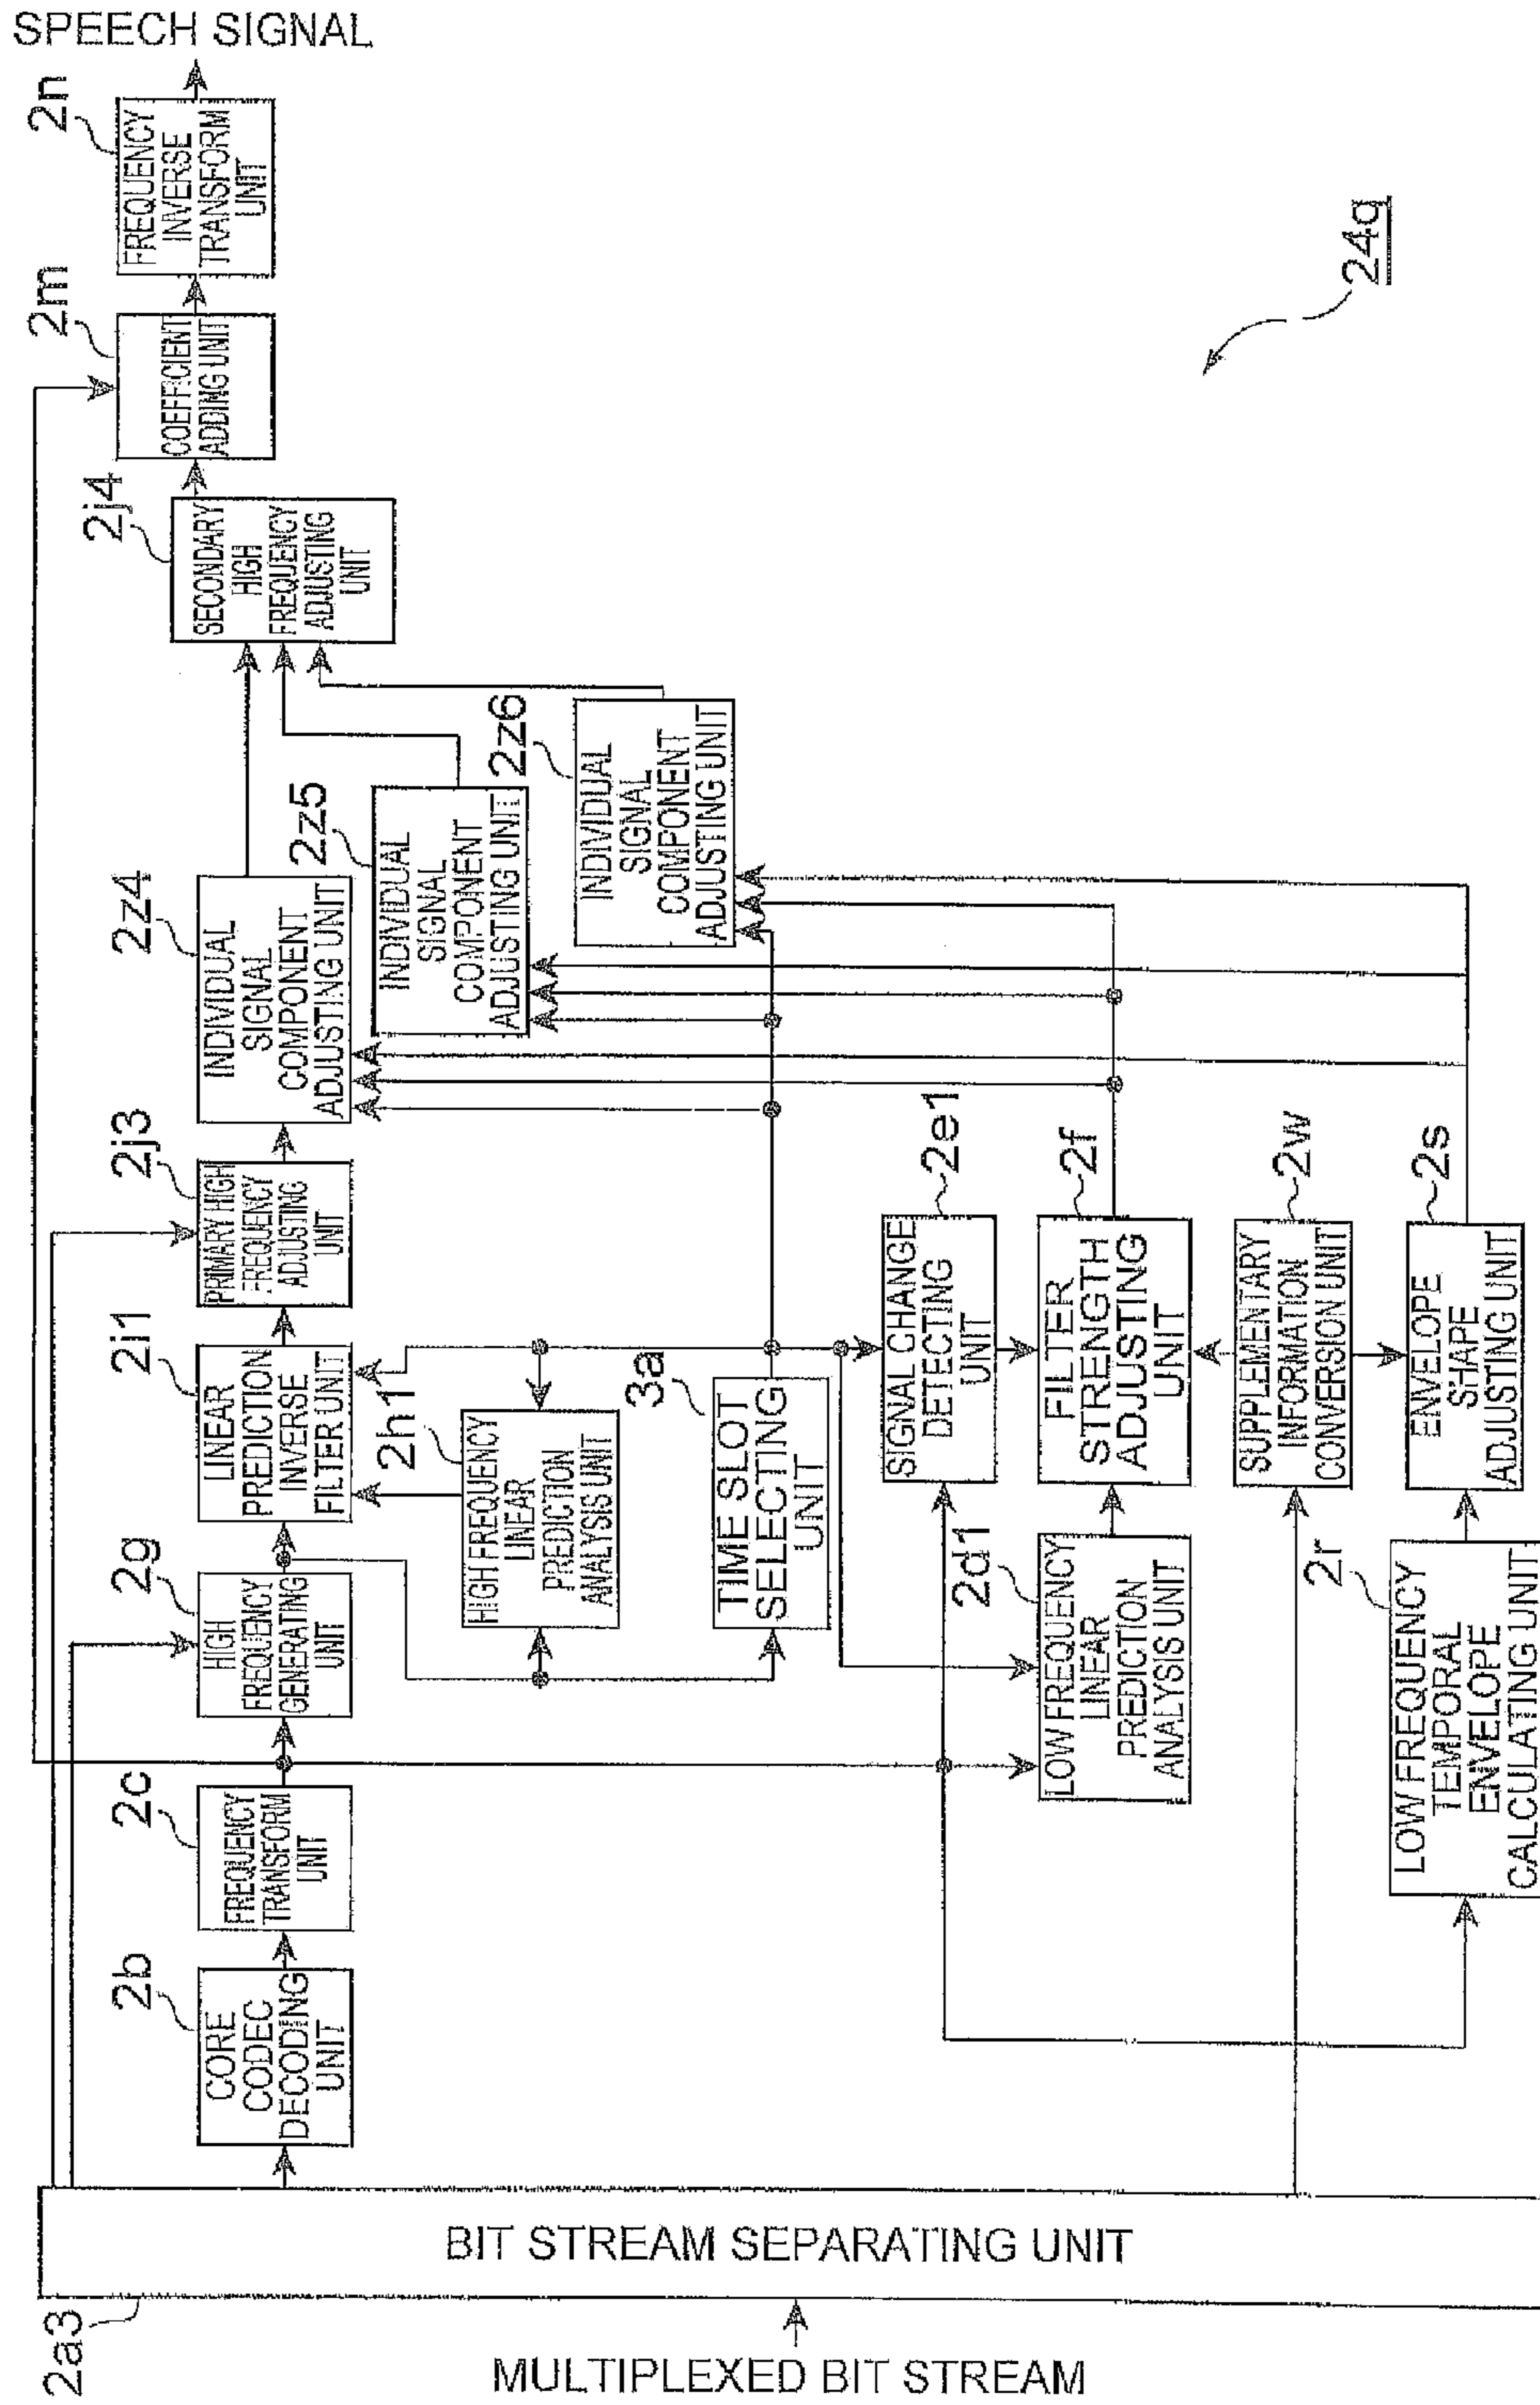 MULTIPLEXED BIT STREAM
2a3
BIT STREAM SEPARATING UNIT
2b
CORE
CODEC
DECODING
UNIT
2c
FREQUENCY
TRANSFORM
UNIT
2g
HIGH
FREQUENCY
GENERATING
UNIT
2i1
LINEAR
PREDICTION
INVERSE
FILTER UNIT
2j3
PRIMARY HIGH
FREQUENCY
ADJUSTING
UNIT
2z4
INDIVIDUAL
SIGNAL
COMPONENT
ADJUSTING UNIT
2z5
INDIVIDUAL
SIGNAL
COMPONENT
ADJUSTING UNIT
2z6
INDIVIDUAL
SIGNAL
COMPONENT
ADJUSTING UNIT
2j4
SECONDARY
HIGH
FREQUENCY
ADJUSTING
UNIT
2m
COEFFICIENT
ADDING UNIT
2n
FREQUENCY
INVERSE
TRANSFORM
UNIT
SPEECH SIGNAL
2h1
HIGH FREQUENCY
LINEAR
PREDICTION
ANALYSIS UNIT
3a
TIME SLOT
SELECTING
UNIT
2e1
SIGNAL CHANGE
DETECTING
UNIT
2d1
LOW FREQUENCY
LINEAR
PREDICTION
ANALYSIS UNIT
2f
FILTER
STRENGTH
ADJUSTING
UNIT
2w
SUPPLEMENTARY
INFORMATION
CONVERSION UNIT
2r
LOW FREQUENCY
TEMPORAL
ENVELOPE
CALCULATING UNIT
2s
ENVELOPE
SHAPE
ADJUSTING UNIT
24q